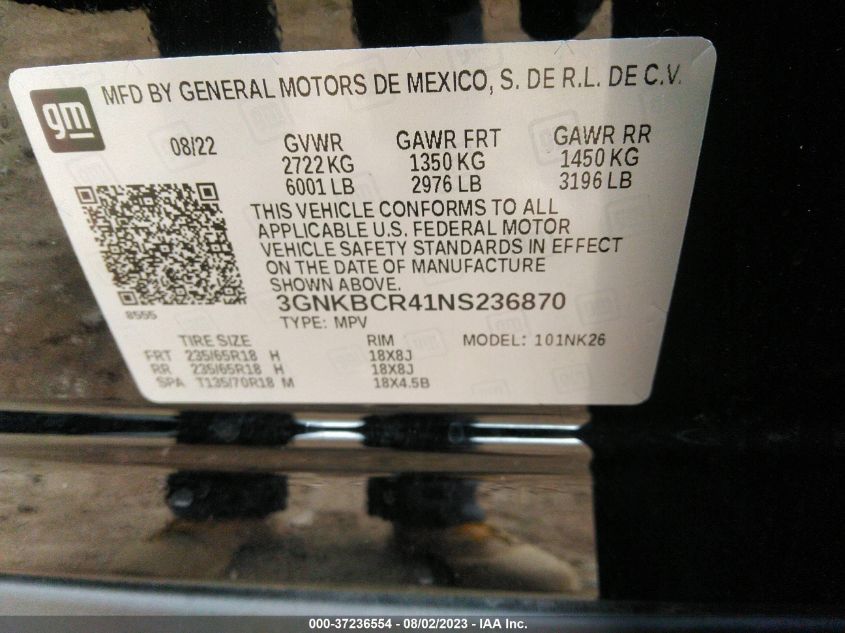 gm
MFD BY GENERAL MOTORS DE MEXICO, S. DE R.L. DE C.V.
08/22 GVWR GAWR FRT GAWR RR
2722 KG 1350 KG 1450 KG
6001 LB 2976 LB 3196 LB
THIS VEHICLE CONFORMS TO ALL
APPLICABLE U.S. FEDERAL MOTOR
VEHICLE SAFETY STANDARDS IN EFFECT
ON THE DATE OF MANUFACTURE
SHOWN ABOVE.
3GNKBCR41NS236870
8555
TYPE: MPV MODEL: 101NK26
TIRE SIZE RIM
FRT 235/65R18 H 18X8J
RR 235/65R18 H 18X8J
SPA T135/70R18 M 18X4.5B
000-37236554 - 08/02/2023 - IAA Inc.